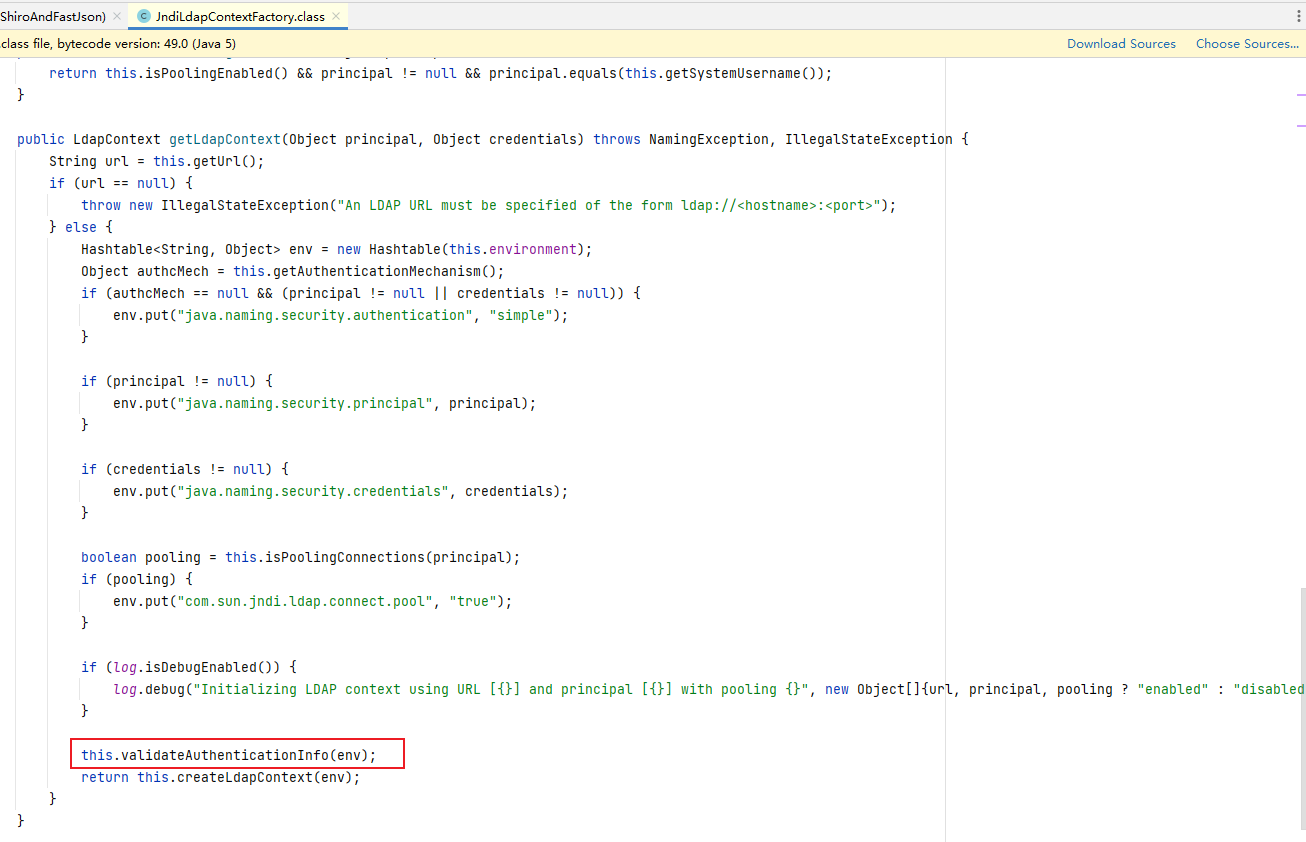 ShiroAndFastJson) × C JndiLdapContextFactory.class ×
.class file, bytecode version: 49.0 (Java 5) Download Sources Choose Sources...
return this.isPoolingEnabled() && principal != null && principal.equals(this.getSystemUsername());
}
public LdapContext getLdapContext(Object principal, Object credentials) throws NamingException, IllegalStateException {
String url = this.getUrl();
if (url == null) {
throw new IllegalStateException("An LDAP URL must be specified of the form ldap://<hostname>:<port>");
} else {
Hashtable<String, Object> env = new Hashtable(this.environment);
Object authcMech = this.getAuthenticationMechanism();
if (authcMech == null && (principal != null || credentials != null)) {
env.put("java.naming.security.authentication", "simple");
}
if (principal != null) {
env.put("java.naming.security.principal", principal);
}
if (credentials != null) {
env.put("java.naming.security.credentials", credentials);
}
boolean pooling = this.isPoolingConnections(principal);
if (pooling) {
env.put("com.sun.jndi.ldap.connect.pool", "true");
}
if (log.isDebugEnabled()) {
log.debug("Initializing LDAP context using URL [{}] and principal [{}] with pooling {}", new Object[]{url, principal, pooling ? "enabled" : "disabled
}
this.validateAuthenticationInfo(env);
return this.createLdapContext(env);
}
}